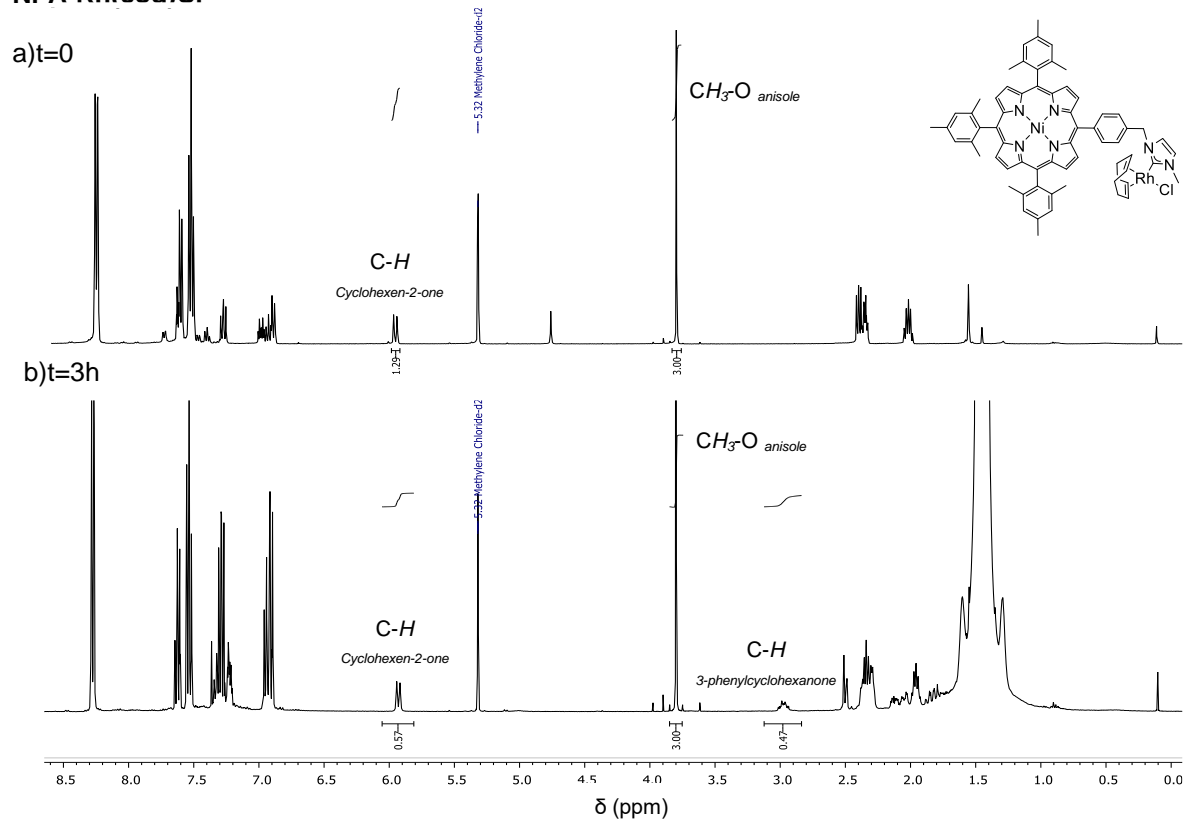 a)t=0
5.32 Methylene Chloride-d2
CH3-O anisole
C-H
Cyclohexen-2-one
1.29
3.00
N
N
Ni
N
N
N
N
Rh
Cl
b)t=3h
5.32 Methylene Chloride-d2
CH3-O anisole
C-H
Cyclohexen-2-one
C-H
3-phenylcyclohexanone
0.57
3.00
0.47
8.5 8.0 7.5 7.0 6.5 6.0 5.5 5.0 4.5 4.0 3.5 3.0 2.5 2.0 1.5 1.0 0.5 0.0
δ (ppm)